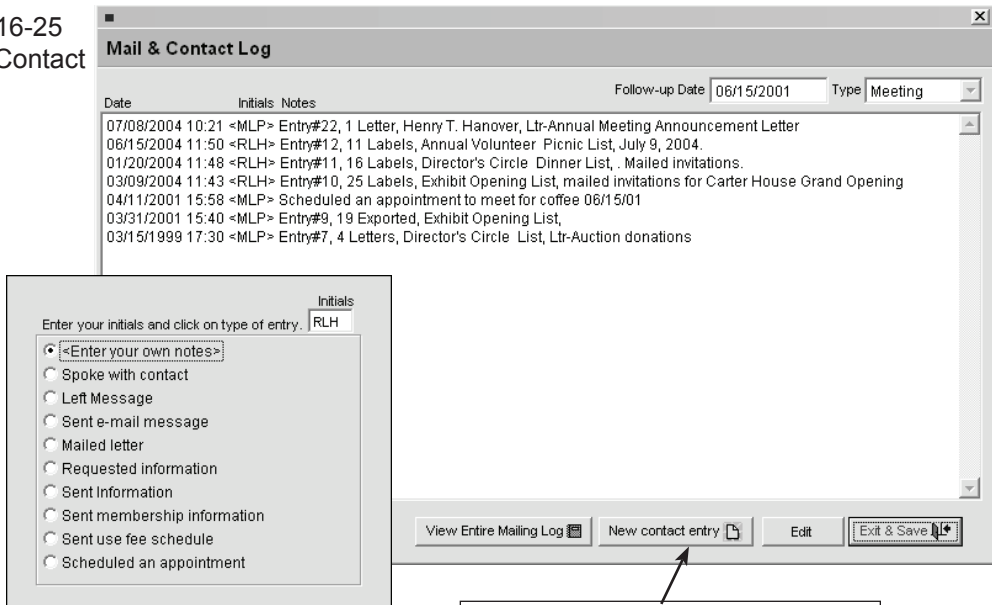 16-25
Contact
Mail & Contact Log
Follow-up Date 06/15/2001 Type Meeting
Date Initials Notes
07/08/2004 10:21 <MLP> Entry#22, 1 Letter, Henry T. Hanover, Ltr-Annual Meeting Announcement Letter
06/15/2004 11:50 <RLH> Entry#12, 11 Labels, Annual Volunteer Picnic List, July 9, 2004.
01/20/2004 11:48 <RLH> Entry#11, 16 Labels, Director's Circle Dinner List, . Mailed invitations.
03/09/2004 11:43 <RLH> Entry#10, 25 Labels, Exhibit Opening List, mailed invitations for Carter House Grand Opening
04/11/2001 15:58 <MLP> Scheduled an appointment to meet for coffee 06/15/01
03/31/2001 15:40 <MLP> Entry#9, 19 Exported, Exhibit Opening List,
03/15/1999 17:30 <MLP> Entry#7, 4 Letters, Director's Circle List, Ltr-Auction donations
Initials
Enter your initials and click on type of entry. RLH
<Enter your own notes>
Spoke with contact
Left Message
Sent e-mail message
Mailed letter
Requested information
Sent Information
Sent membership information
Sent use fee schedule
Scheduled an appointment
View Entire Mailing Log New contact entry Edit Exit & Save